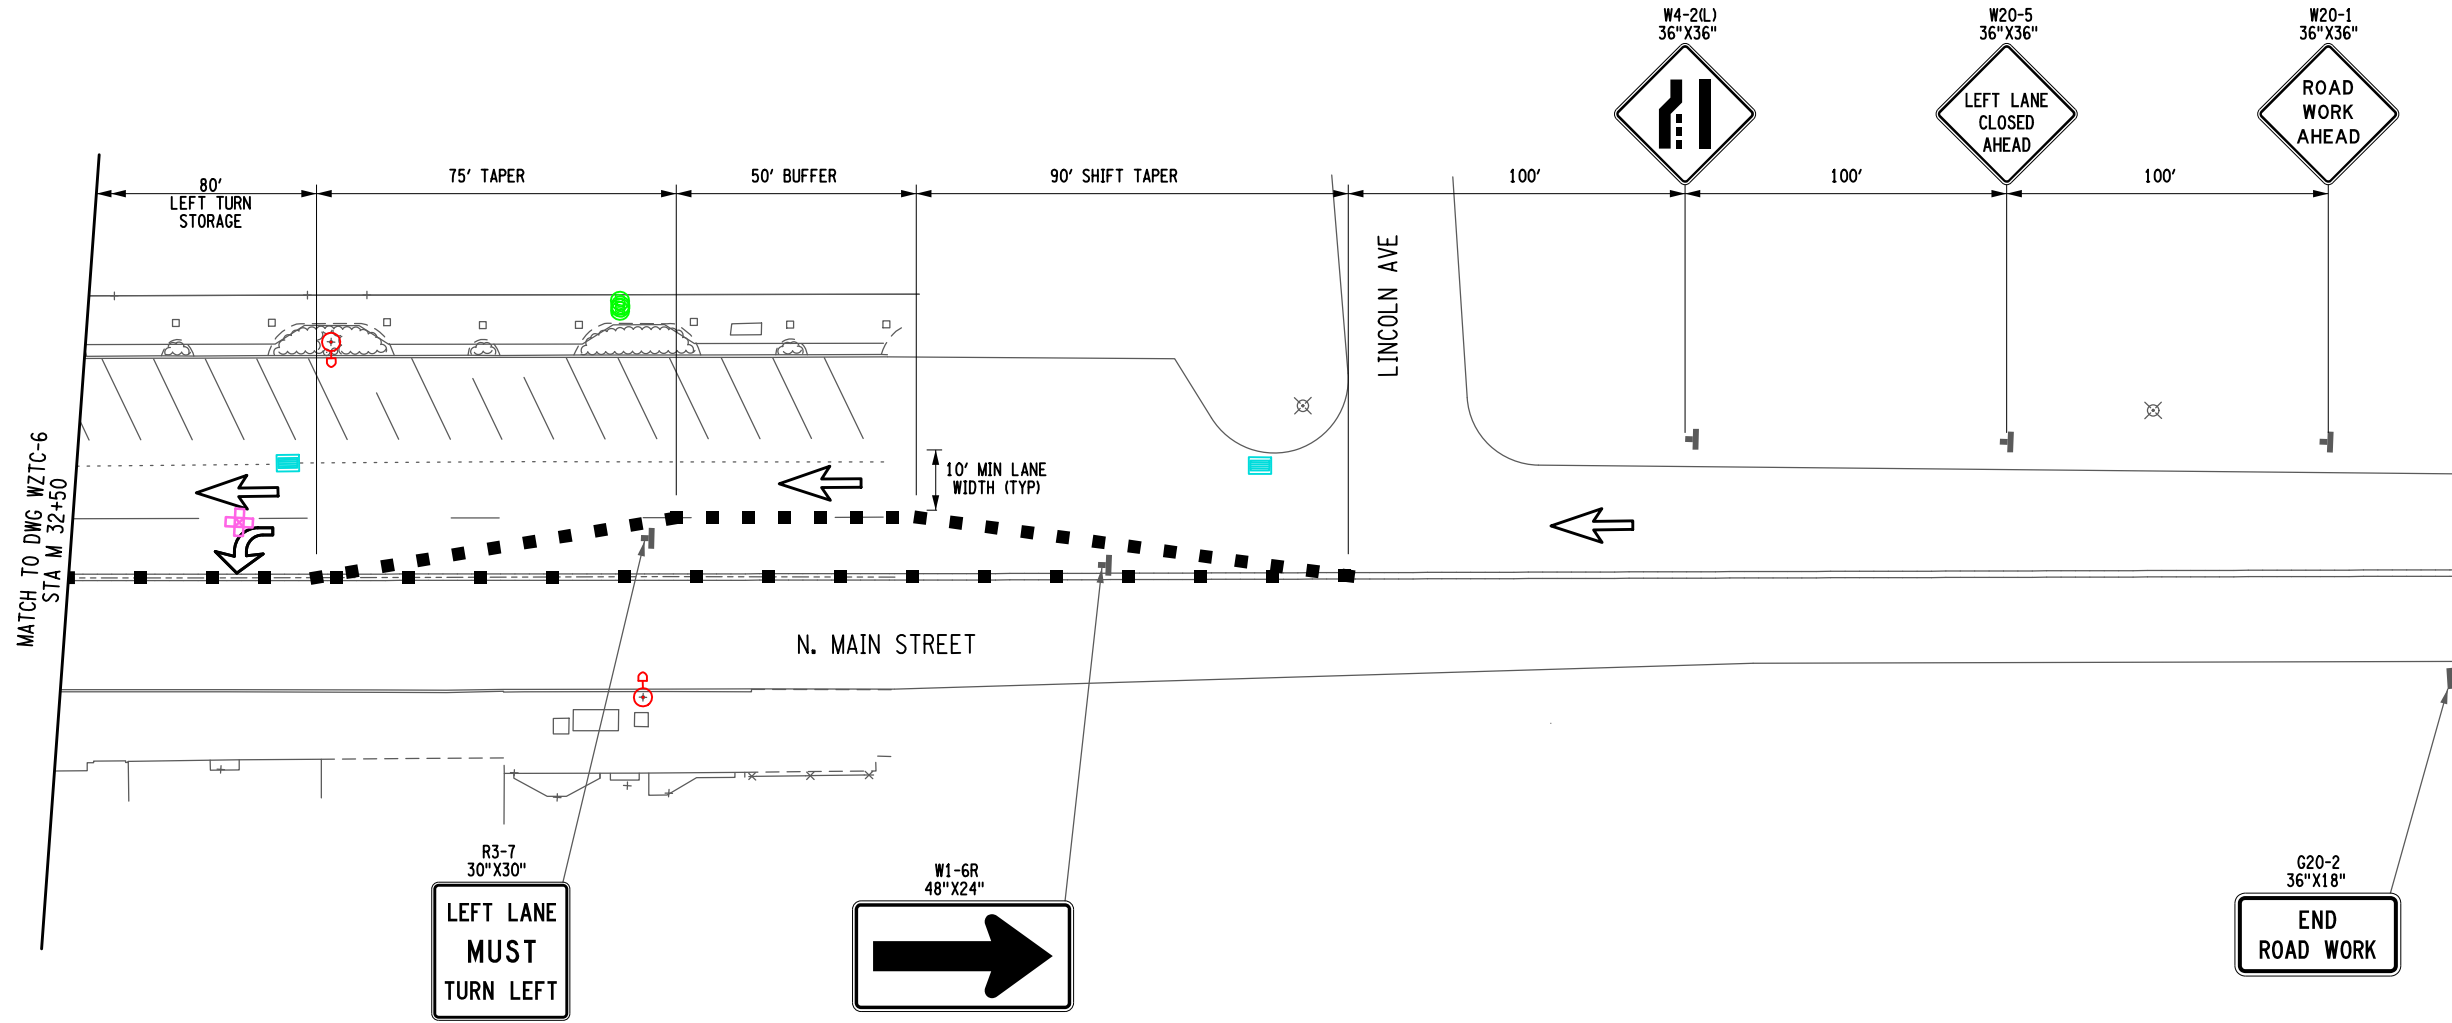 W4-2(L)
36"X36"
W20-5
36"X36"
W20-1
36"X36"
LEFT LANE
CLOSED
AHEAD
ROAD
WORK
AHEAD
80'
LEFT TURN
STORAGE
75' TAPER
50' BUFFER
90' SHIFT TAPER
100'
100'
100'
LINCOLN AVE
10' MIN LANE
WIDTH (TYP)
MATCH TO DWG WZTC-6
STA M 32+50
N. MAIN STREET
R3-7
30"X30"
LEFT LANE
MUST
TURN LEFT
W1-6R
48"X24"
G20-2
36"X18"
END
ROAD WORK